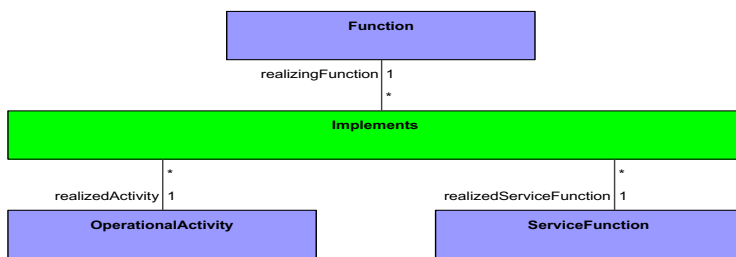 Function
realizingFunction 1
*
Implements
* *
realizedActivity 1 realizedServiceFunction 1
OperationalActivity ServiceFunction